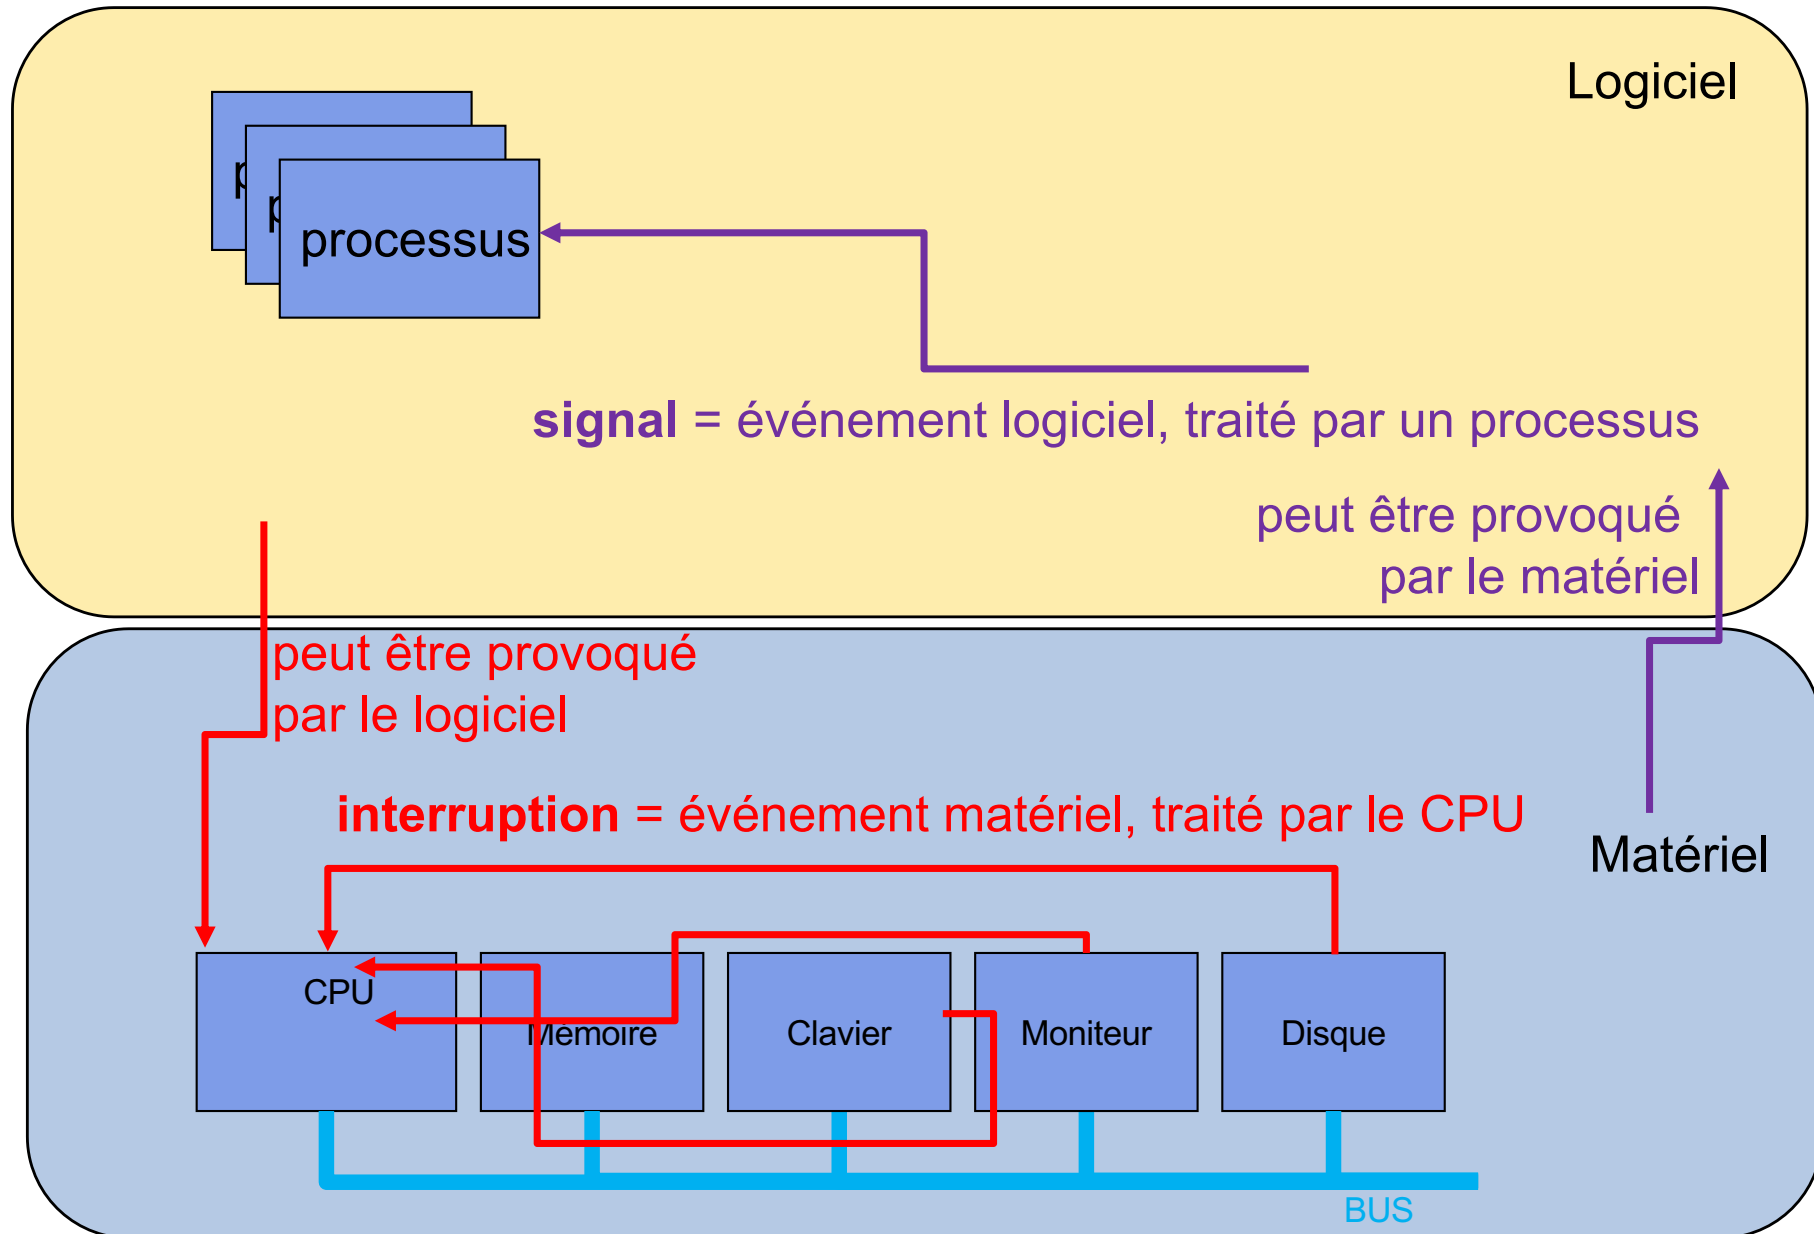 Logiciel
p
p
processus
signal = événement logiciel, traité par un processus
peut être provoqué
par le matériel
peut être provoqué
par le logiciel
interruption = événement matériel, traité par le CPU
Matériel
CPU
Mémoire
Clavier
Moniteur
Disque
BUS